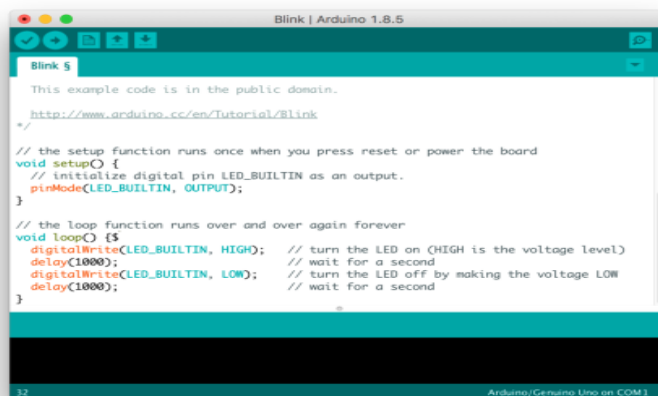 Blink | Arduino 1.8.5
Blink §
This example code is in the public domain.
http://www.arduino.cc/en/Tutorial/Blink
*/
// the setup function runs once when you press reset or power the board
void setup() {
// initialize digital pin LED_BUILTIN as an output.
pinMode(LED_BUILTIN, OUTPUT);
}
// the loop function runs over and over again forever
void loop() {$
digitalWrite(LED_BUILTIN, HIGH);   // turn the LED on (HIGH is the voltage level)
delay(1000);                       // wait for a second
digitalWrite(LED_BUILTIN, LOW);    // turn the LED off by making the voltage LOW
delay(1000);                       // wait for a second
}
32 Arduino/Genuino Uno on COM1